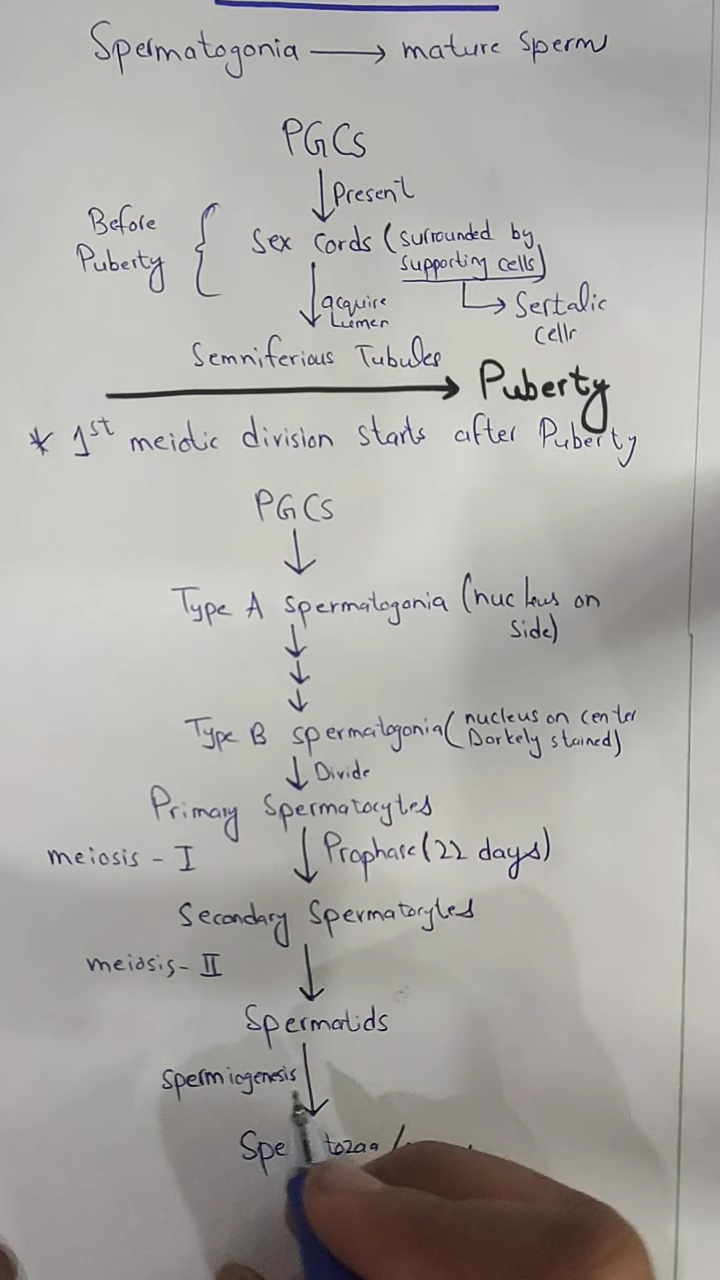 Spermatogonia → mature Sperm
PGCs
↓ Present
Before Puberty { Sex Cords (surrounded by
supporting cells)
↓ acquire Lumen
↳ Sertalic
cells
Semniferious Tubules
→ Puberty
* 1st meiotic division starts after Puberty
PGCs
↓
Type A spermatogonia (nucleus on
side)
↓
↓
↓
Type B spermatogonia (nucleus on center
Darkely stained)
↓ Divide
Primary Spermatocytes
meiosis - I ↓ Prophase (22 days)
Secondary Spermatocytes
meiosis - II ↓
Spermatids
spermiogenesis ↓
Spe tozaa /